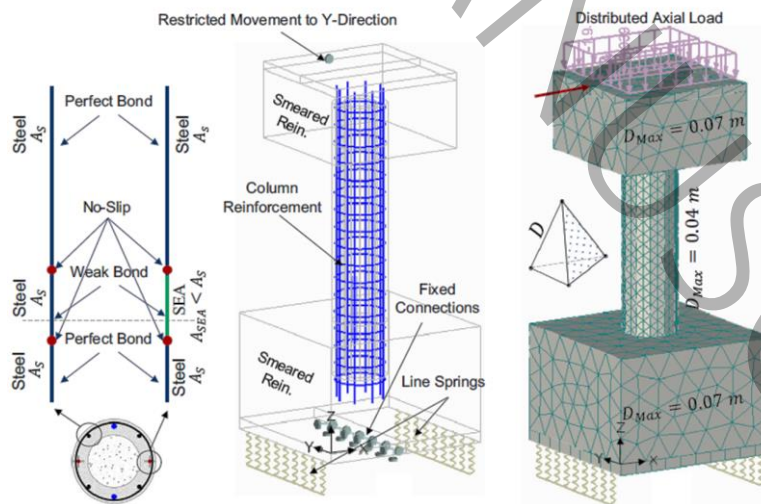 Restricted Movement to Y-Direction
Distributed Axial Load
Perfect Bond
Steel
A_S
Steel
A_S
No-Slip
Weak Bond
Steel
A_S
SEA
A_SEA < A_S
Perfect Bond
Steel
A_S
Steel
A_S
Smeared
Rein.
Column
Reinforcement
Fixed
Connections
Smeared
Rein.
Line Springs
Z
Y
X
D_Max = 0.07 m
D_Max = 0.04 m
D
D_Max = 0.07 m
Z
Y
X